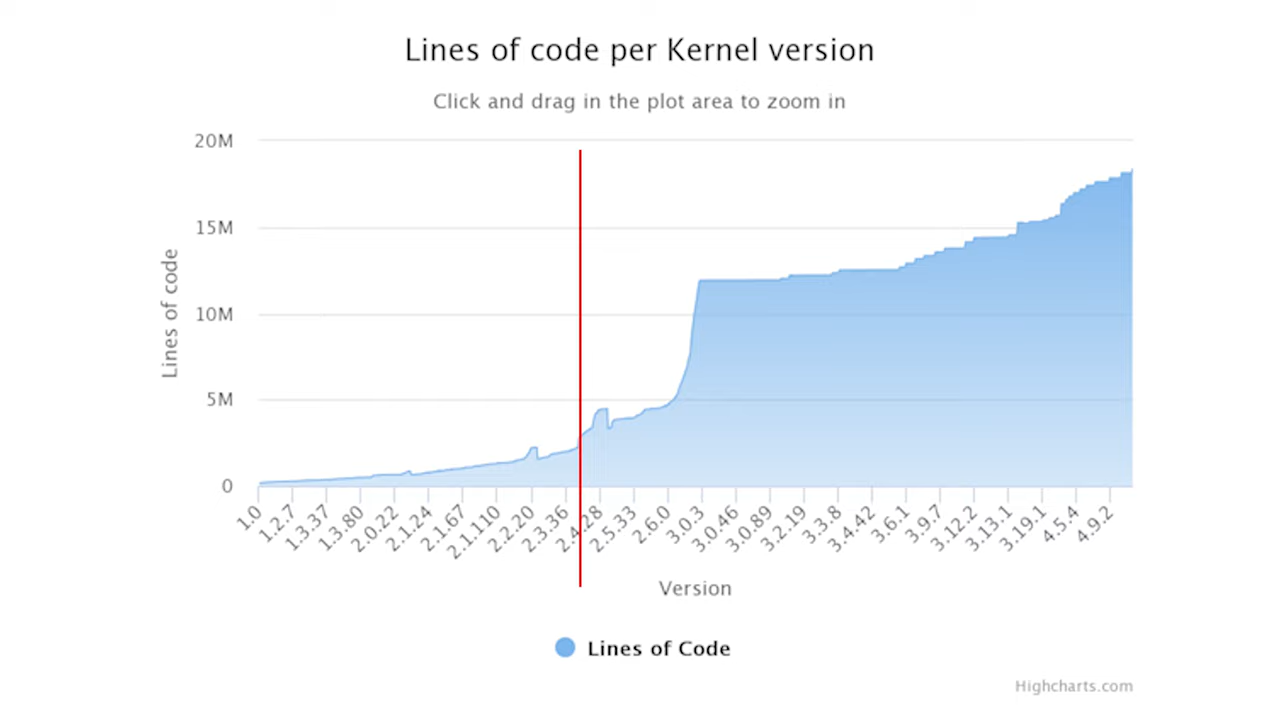 Lines of code per Kernel version
Click and drag in the plot area to zoom in
20M
15M
10M
5M
0
Lines of code
1.0
1.2.7
1.3.37
1.3.80
2.0.22
2.1.24
2.1.67
2.1.110
2.2.20
2.3.36
2.4.28
2.5.33
2.6.0
3.0.3
3.0.46
3.0.89
3.2.19
3.3.8
3.4.42
3.6.1
3.9.7
3.12.2
3.13.1
3.19.1
4.5.4
4.9.2
Version
Lines of Code
Highcharts.com